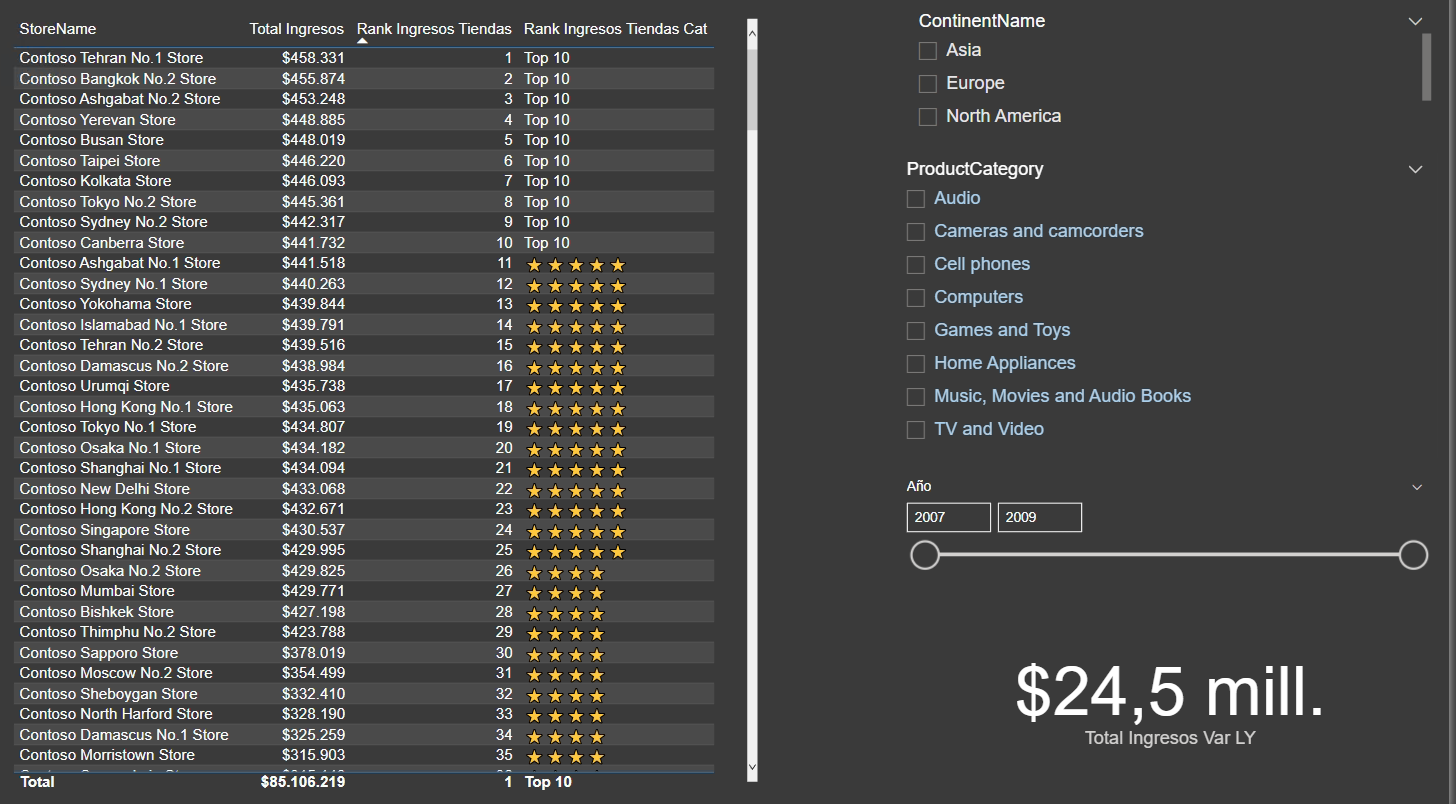 StoreName Total Ingresos Rank Ingresos Tiendas Rank Ingresos Tiendas Cat
Contoso Tehran No.1 Store $458.331 1 Top 10
Contoso Bangkok No.2 Store $455.874 2 Top 10
Contoso Ashgabat No.2 Store $453.248 3 Top 10
Contoso Yerevan Store $448.885 4 Top 10
Contoso Busan Store $448.019 5 Top 10
Contoso Taipei Store $446.220 6 Top 10
Contoso Kolkata Store $446.093 7 Top 10
Contoso Tokyo No.2 Store $445.361 8 Top 10
Contoso Sydney No.2 Store $442.317 9 Top 10
Contoso Canberra Store $441.732 10 Top 10
Contoso Ashgabat No.1 Store $441.518 11
Contoso Sydney No.1 Store $440.263 12
Contoso Yokohama Store $439.844 13
Contoso Islamabad No.1 Store $439.791 14
Contoso Tehran No.2 Store $439.516 15
Contoso Damascus No.2 Store $438.984 16
Contoso Urumqi Store $435.738 17
Contoso Hong Kong No.1 Store $435.063 18
Contoso Tokyo No.1 Store $434.807 19
Contoso Osaka No.1 Store $434.182 20
Contoso Shanghai No.1 Store $434.094 21
Contoso New Delhi Store $433.068 22
Contoso Hong Kong No.2 Store $432.671 23
Contoso Singapore Store $430.537 24
Contoso Shanghai No.2 Store $429.995 25
Contoso Osaka No.2 Store $429.825 26
Contoso Mumbai Store $429.771 27
Contoso Bishkek Store $427.198 28
Contoso Thimphu No.2 Store $423.788 29
Contoso Sapporo Store $378.019 30
Contoso Moscow No.2 Store $354.499 31
Contoso Sheboygan Store $332.410 32
Contoso North Harford Store $328.190 33
Contoso Damascus No.1 Store $325.259 34
Contoso Morristown Store $315.903 35
Total $85.106.219 1 Top 10
ContinentName
Asia
Europe
North America
ProductCategory
Audio
Cameras and camcorders
Cell phones
Computers
Games and Toys
Home Appliances
Music, Movies and Audio Books
TV and Video
Año
2007 2009
$24,5 mill.
Total Ingresos Var LY